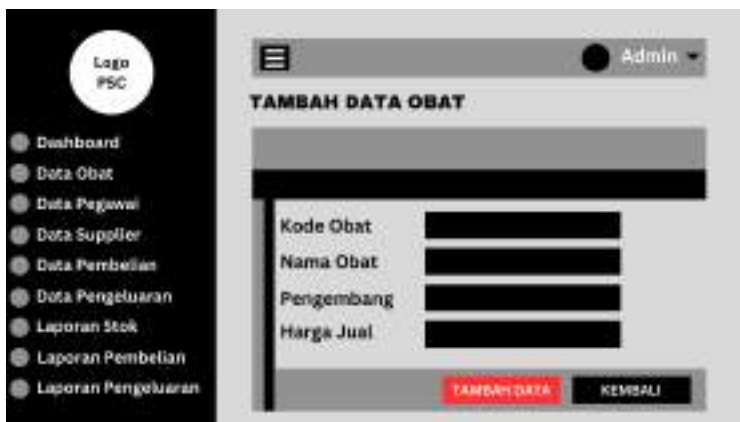 Logo
PSC
Dashboard
Data Obat
Data Pegawai
Data Supplier
Data Pembelian
Data Pengeluaran
Laporan Stok
Laporan Pembelian
Laporan Pengeluaran
Admin
TAMBAH DATA OBAT
Kode Obat
Nama Obat
Pengembang
Harga Jual
TAMBAH DATA
KEMBALI